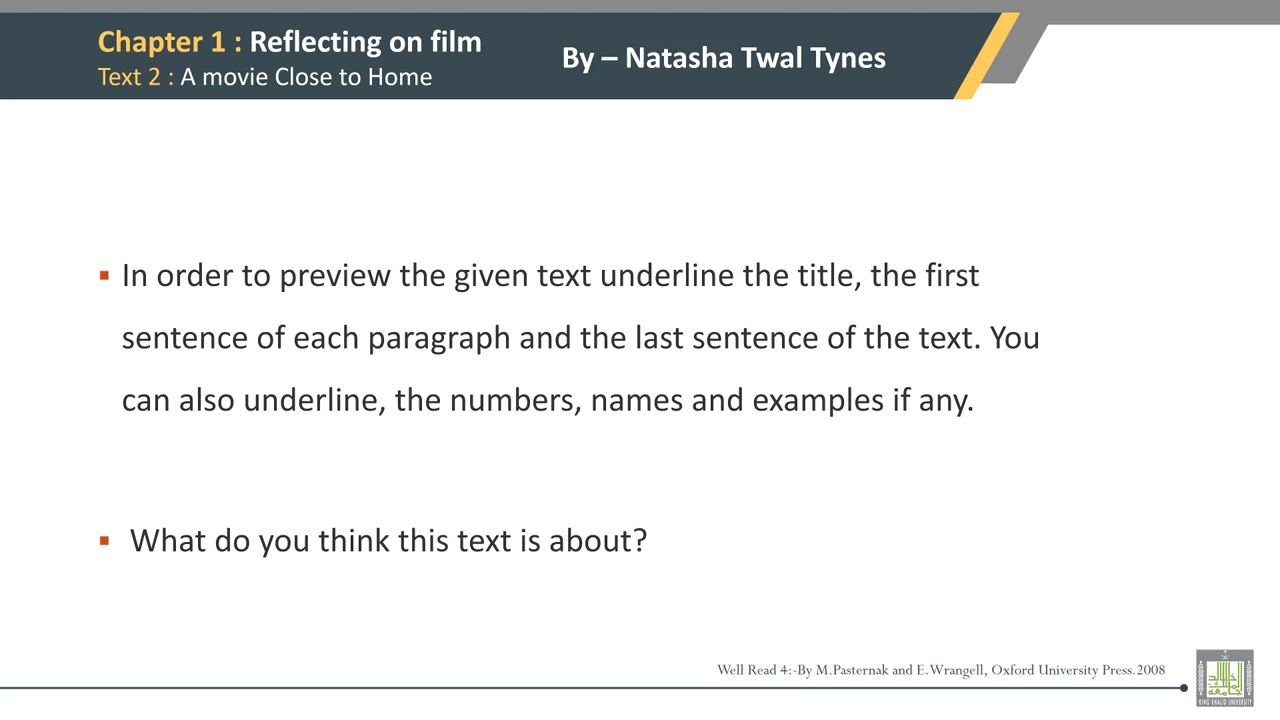 Chapter 1 : Reflecting on film
Text 2 : A movie Close to Home
By – Natasha Twal Tynes
In order to preview the given text underline the title, the first
sentence of each paragraph and the last sentence of the text. You
can also underline, the numbers, names and examples if any.
What do you think this text is about?
Well Read 4:-By M.Pasternak and E.Wrangell, Oxford University Press.2008
KING KHALID UNIVERSITY